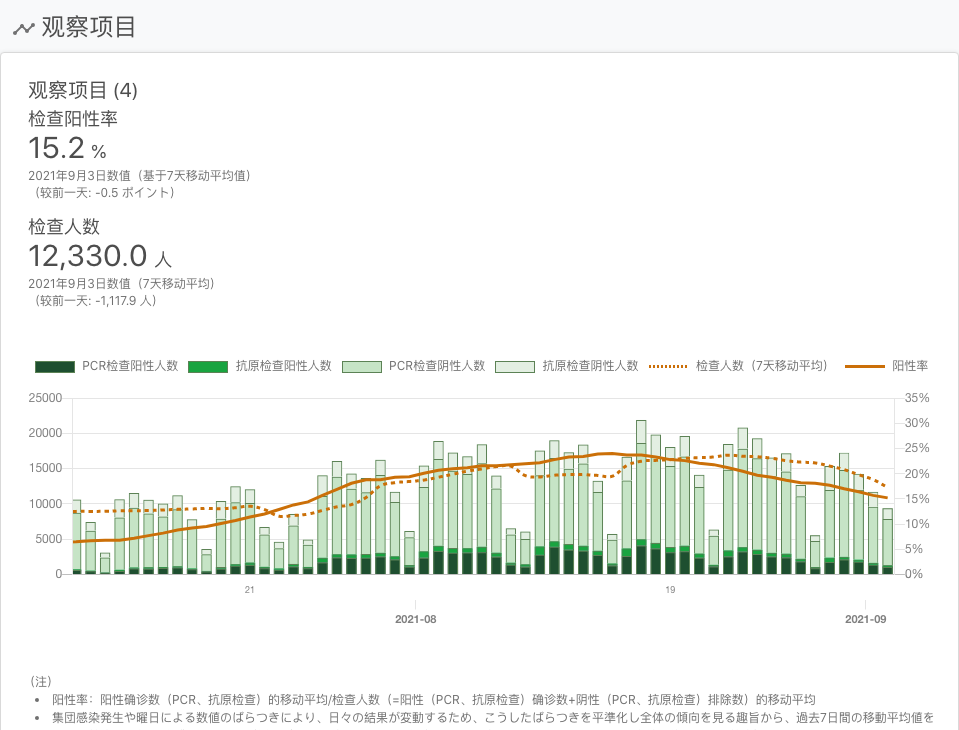 观察项目
观察项目 (4)
检查阳性率
15.2 %
2021年9月3日数值（基于7天移动平均值）
（较前一天: -0.5 ポイント）
检查人数
12,330.0 人
2021年9月3日数值（7天移动平均）
（较前一天: -1,117.9 人）
PCR检查阳性人数 抗原检查阳性人数 PCR检查阴性人数 抗原检查阴性人数 检查人数（7天移动平均） 阳性率
25000 35%
30%
20000
25%
15000 20%
15%
10000
10%
5000
5%
0 0%
21 19
2021-08 2021-09
（注）
• 阳性率：阳性确诊数（PCR、抗原检查）的移动平均/检查人数（=阳性（PCR、抗原检查）确诊数+阴性（PCR、抗原检查）排除数）的移动平均
• 集団感染発生や曜日による数値のばらつきにより、日々の結果が変動するため、こうしたばらつきを平準化し全体の傾向を見る趣旨から、過去7日間の移動平均値を